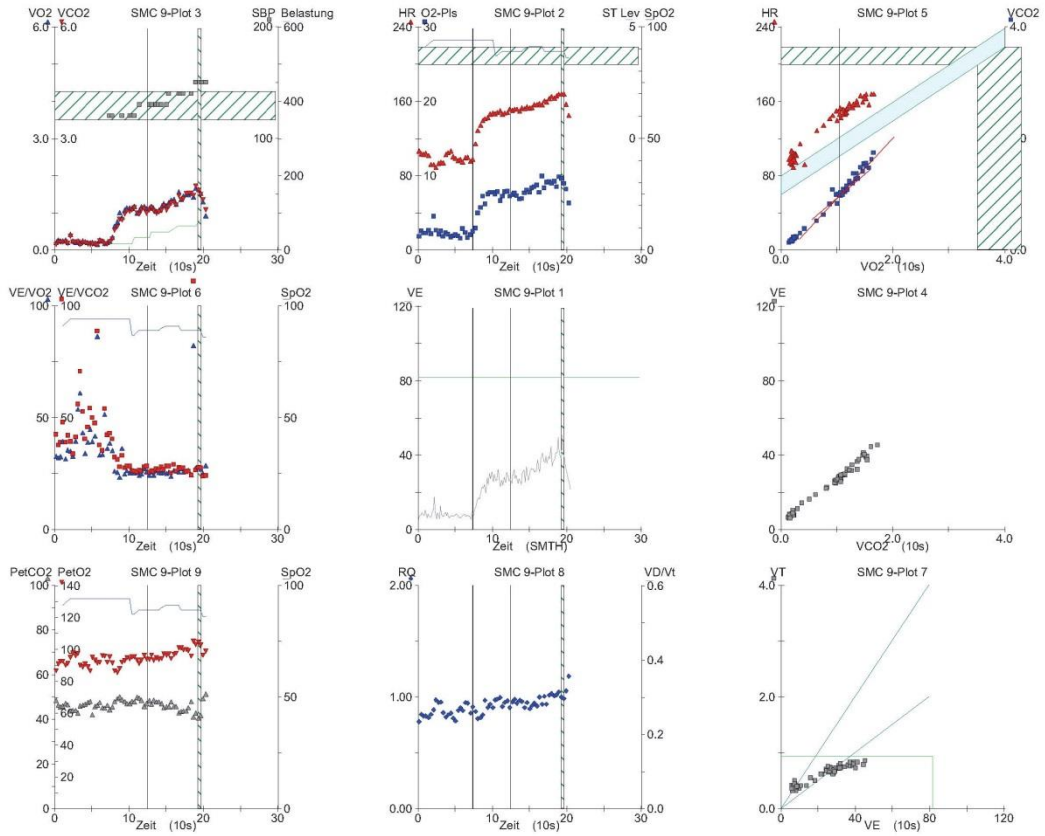 VO2 VCO2 SMC 9-Plot 3 SBP Belastung
6.0 6.0 200 600
400
3.0 3.0 100
200
0.0 0 0
0 10 20 30
Zeit (10s)
HR O2-Pls SMC 9-Plot 2 ST Lev SpO2
30 5 100
160 20
0 50
80 10
0 0 5 0
0 10 20 30
Zeit (10s)
HR SMC 9-Plot 5 VCO2
4.0
160
80
0 0.0
0.0 2.0 4.0
VO2 (10s)
VE/VO2 VE/VCO2 SMC 9-Plot 6 SpO2
100 100 100
50 50 50
0 0
0 10 20 30
Zeit (10s)
VE SMC 9-Plot 1
120
80
40
0
0 10 20 30
Zeit (SMTH)
VE SMC 9-Plot 4
120
80
40
0
0.0 2.0 4.0
VCO2 (10s)
PetCO2 PetO2 SMC 9-Plot 9 SpO2
100 140 100
120
80 100
60 80
60 50
40
40
20 20
0 0
0 10 20 30
Zeit (10s)
RQ SMC 9-Plot 8 VD/Vt
2.00 0.6
0.4
1.00
0.2
0.00 0.0
0 10 20 30
Zeit (10s)
VT SMC 9-Plot 7
4.0
2.0
0.0
0 40 80 120
VE (10s)